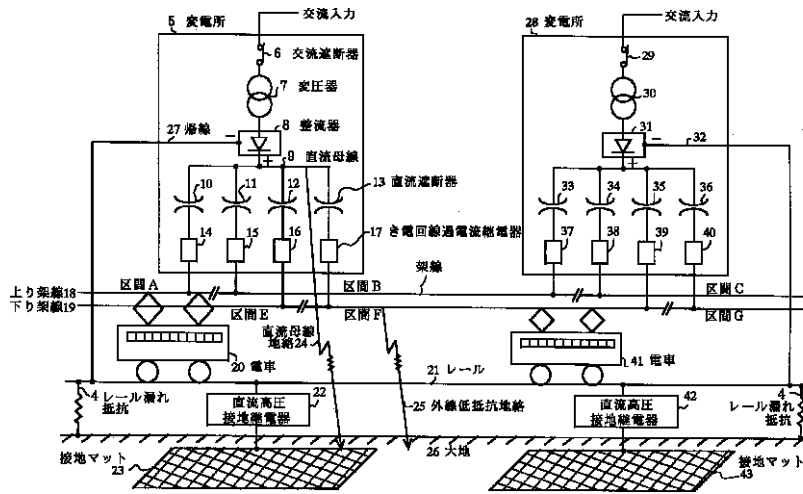 交流入力
交流入力
5 変電所
28 変電所
6 交流遮断器
29
7 変圧器
30
8 整流器
31
27 帰線
32
−
−
+
+
9 直流母線
10
11
12
13 直流遮断器
33
34
35
36
14
15
16
17 き電回線過電流継電器
37
38
39
40
架線
区間A
区間B
区間C
上り架線18
下り架線19
区間E
区間F
区間G
直流母線
地絡24
20 電車
41 電車
21 レール
4
レール漏れ
抵抗
直流高圧
接地継電器
22
25 外線低抵抗地絡
直流高圧
接地継電器
42
4
レール漏れ
抵抗
26 大地
接地マット
23
接地マット
43